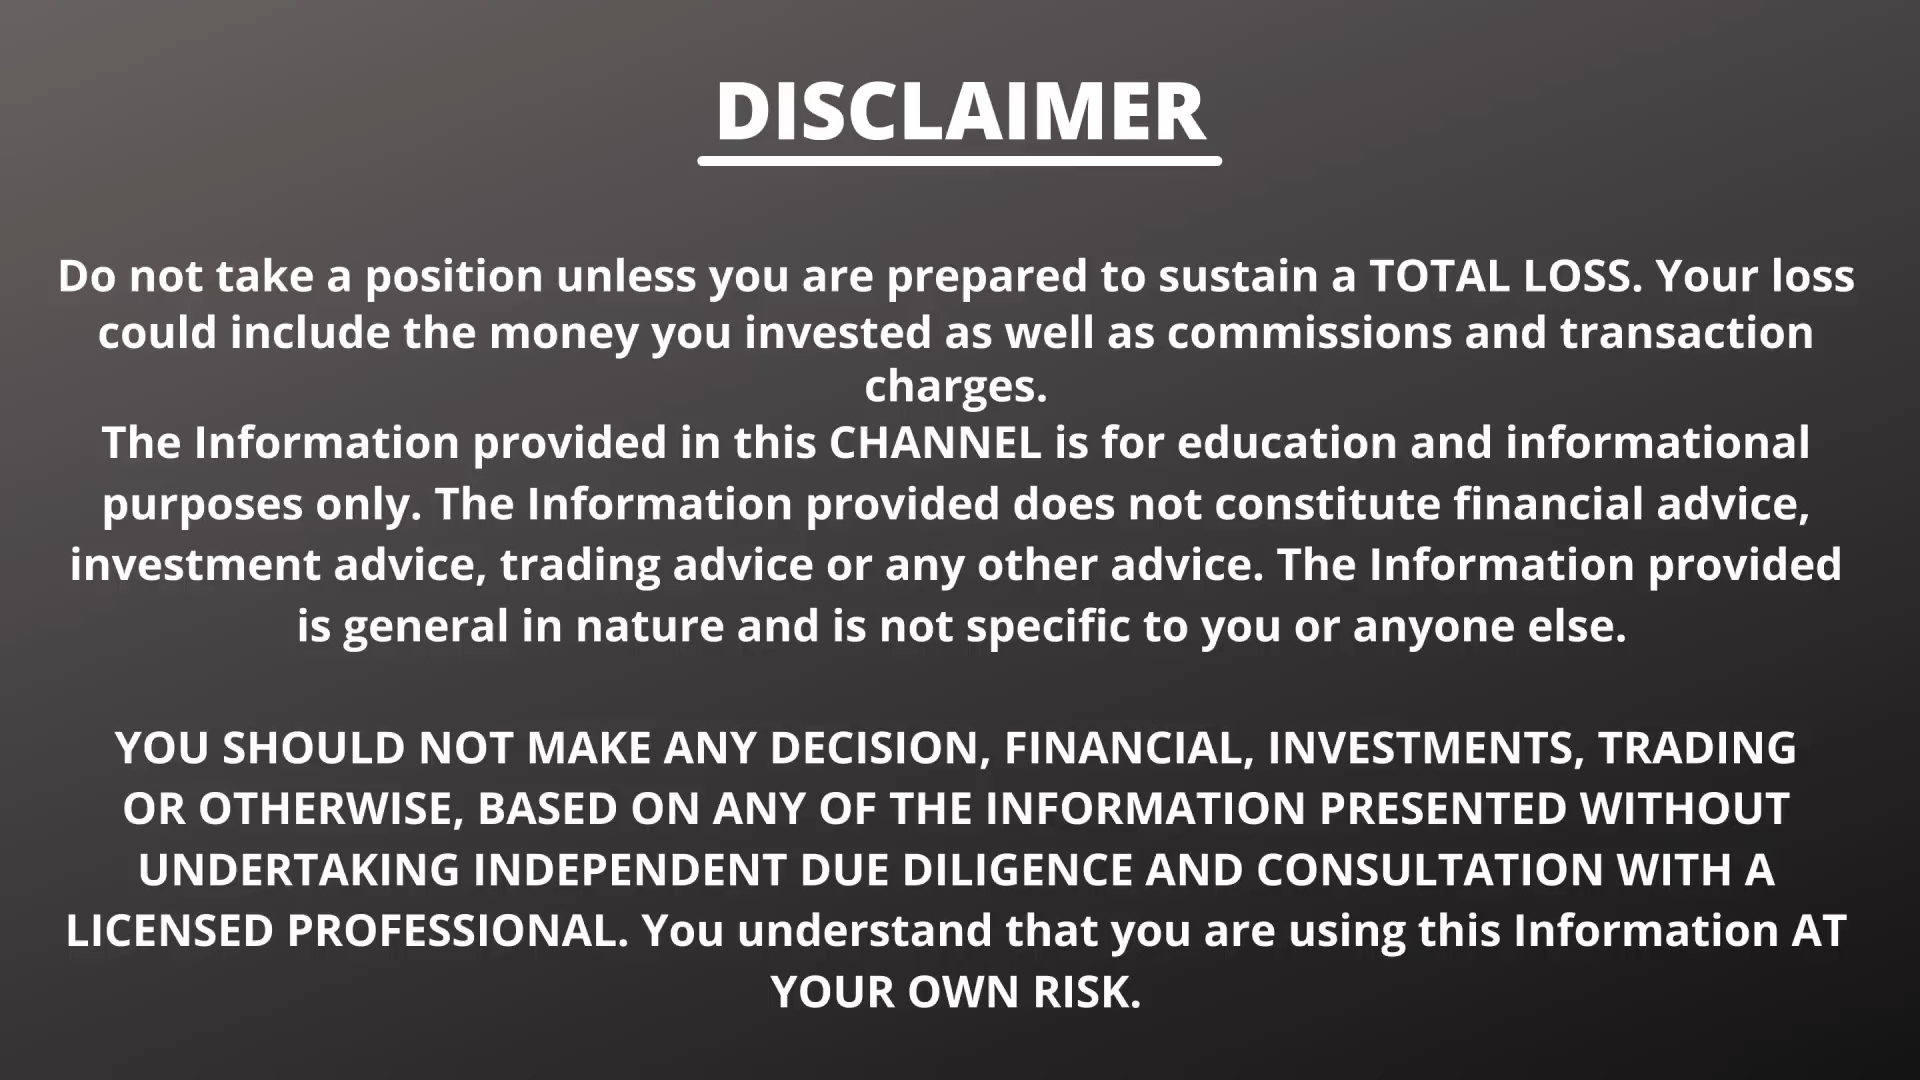 DISCLAIMER
Do not take a position unless you are prepared to sustain a TOTAL LOSS. Your loss
could include the money you invested as well as commissions and transaction
charges.
The Information provided in this CHANNEL is for education and informational
purposes only. The Information provided does not constitute financial advice,
investment advice, trading advice or any other advice. The Information provided
is general in nature and is not specific to you or anyone else.
YOU SHOULD NOT MAKE ANY DECISION, FINANCIAL, INVESTMENTS, TRADING
OR OTHERWISE, BASED ON ANY OF THE INFORMATION PRESENTED WITHOUT
UNDERTAKING INDEPENDENT DUE DILIGENCE AND CONSULTATION WITH A
LICENSED PROFESSIONAL. You understand that you are using this Information AT
YOUR OWN RISK.